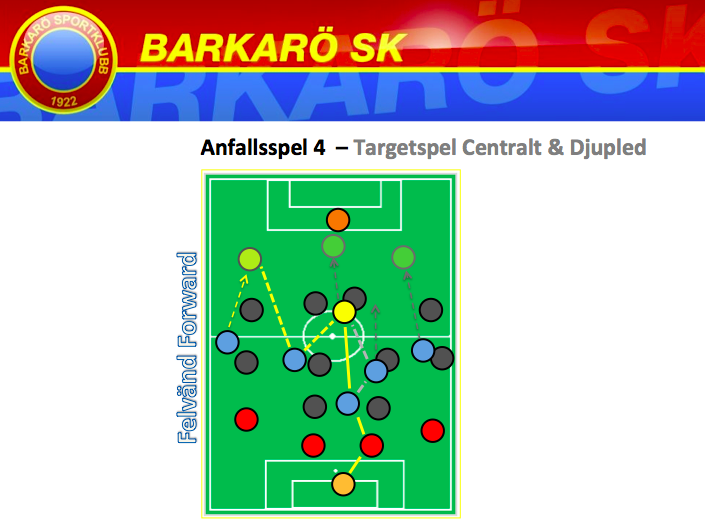 BARKARÖ SPORTKLUBB
1922
BARKARÖ SK
BARKARÖ SK
Anfallsspel 4 – Targetspel Centralt & Djupled
Felvänd Forward